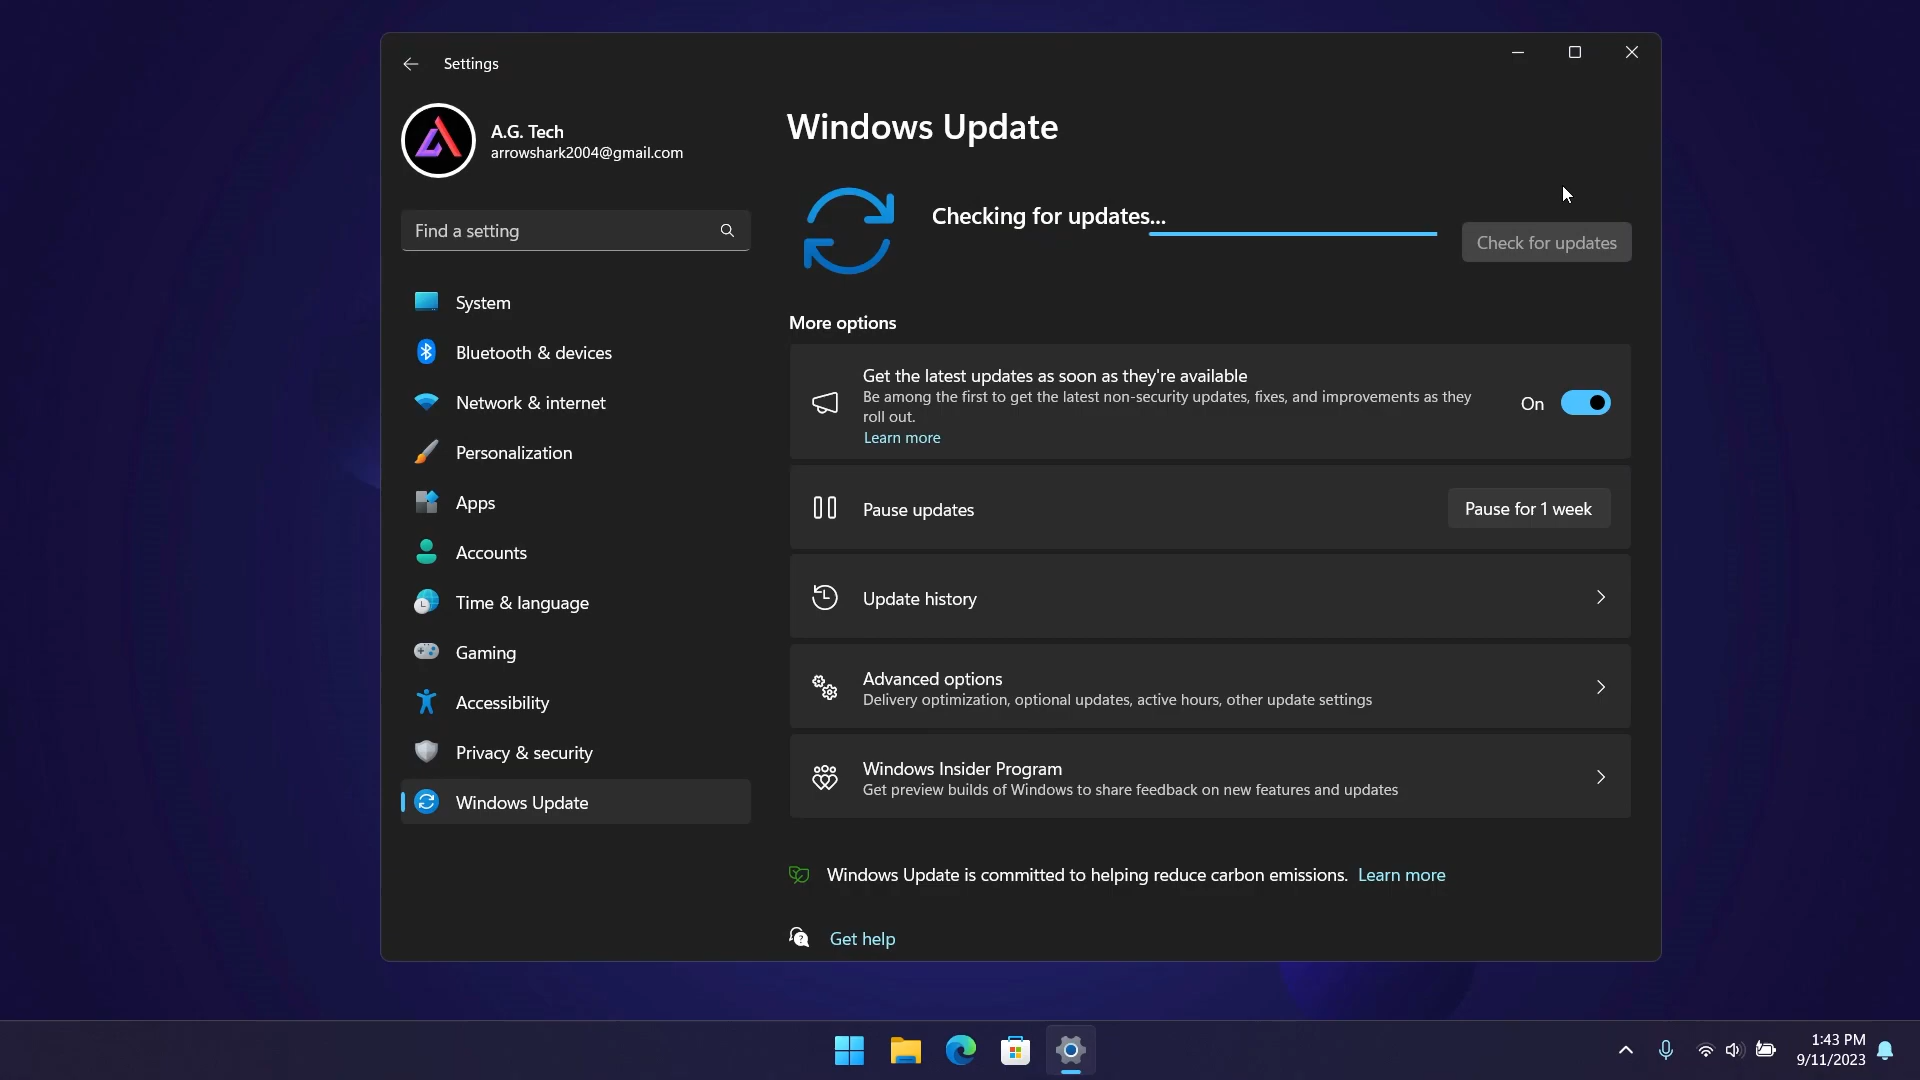 Settings
A.G. Tech
arrowshark2004@gmail.com
Find a setting
System
Bluetooth & devices
Network & internet
Personalization
Apps
Accounts
Time & language
Gaming
Accessibility
Privacy & security
Windows Update
Windows Update
Checking for updates...
Check for updates
More options
Get the latest updates as soon as they're available
Be among the first to get the latest non-security updates, fixes, and improvements as they
roll out.
Learn more
On
Pause updates
Pause for 1 week
Update history
Advanced options
Delivery optimization, optional updates, active hours, other update settings
Windows Insider Program
Get preview builds of Windows to share feedback on new features and updates
Windows Update is committed to helping reduce carbon emissions. Learn more
Get help
1:43 PM
9/11/2023